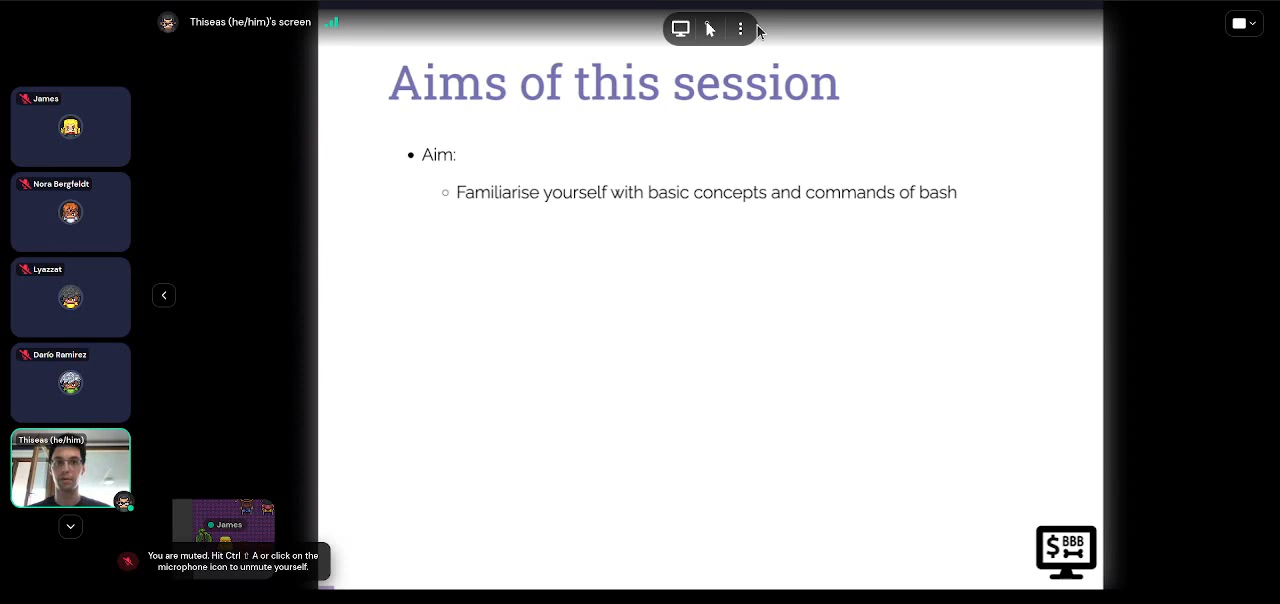 Thiseas (he/him)'s screen
Aims of this session
James
• Aim:
Nora Bergfeldt
○ Familiarise yourself with basic concepts and commands of bash
Lyazzat
Darío Ramirez
Thiseas (he/him)
James
You are muted. Hit Ctrl ⇧ A or click on the
microphone icon to unmute yourself.
$ BBB